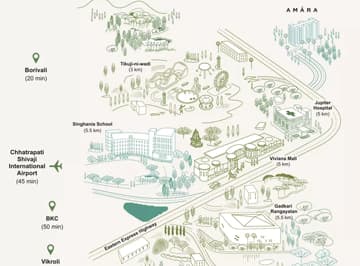 AMARA
Tikuji-ni-wadi
(3 km)
Borivali
(20 min)
Jupiter
Hospital
(5 km)
Singhania School
(5.5 km)
Chhatrapati
Shivaji
International
Airport
(45 min)
Viviana Mall
(5 km)
Gadkari
Rangayatan
(5.5 km)
BKC
(50 min)
Eastern Express Highway
Vikroli